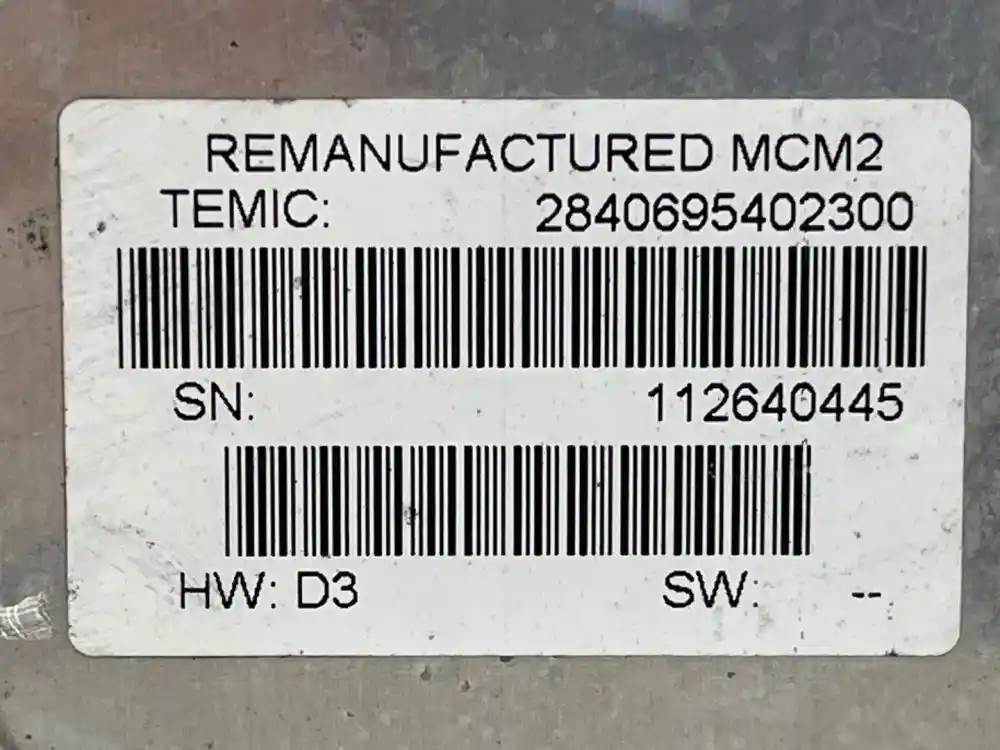 REMANUFACTURED MCM2
TEMIC: 2840695402300
SN: 112640445
HW: D3 SW: --